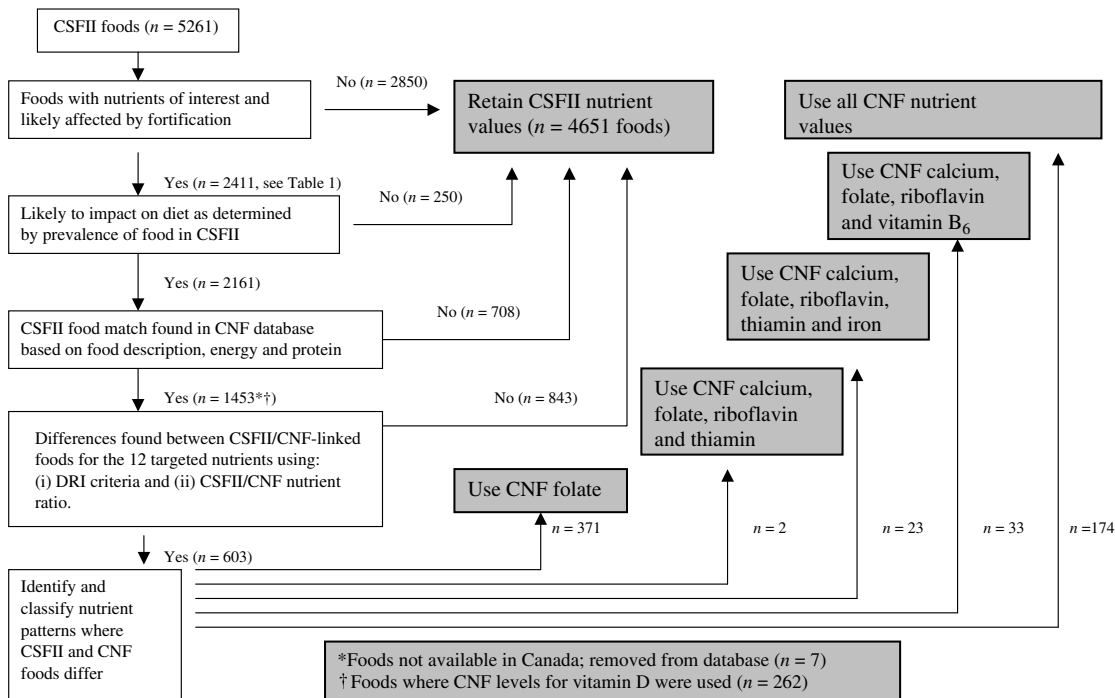 CSFII foods (n = 5261)
No (n = 2850)
Foods with nutrients of interest and
likely affected by fortification
Retain CSFII nutrient
values (n = 4651 foods)
Use all CNF nutrient
values
Yes (n = 2411, see Table 1)
No (n = 250)
Likely to impact on diet as determined
by prevalence of food in CSFII
Use CNF calcium,
folate, riboflavin
and vitamin B6
Yes (n = 2161)
No (n = 708)
CSFII food match found in CNF database
based on food description, energy and protein
Use CNF calcium,
folate, riboflavin,
thiamin and iron
Yes (n = 1453*†)
No (n = 843)
Differences found between CSFII/CNF-linked
foods for the 12 targeted nutrients using:
(i) DRI criteria and (ii) CSFII/CNF nutrient
ratio.
Use CNF calcium,
folate, riboflavin
and thiamin
Use CNF folate
n = 371
n = 2
n = 23
n = 33
n =174
Yes (n = 603)
Identify and
classify nutrient
patterns where
CSFII and CNF
foods differ
*Foods not available in Canada; removed from database (n = 7)
†Foods where CNF levels for vitamin D were used (n = 262)